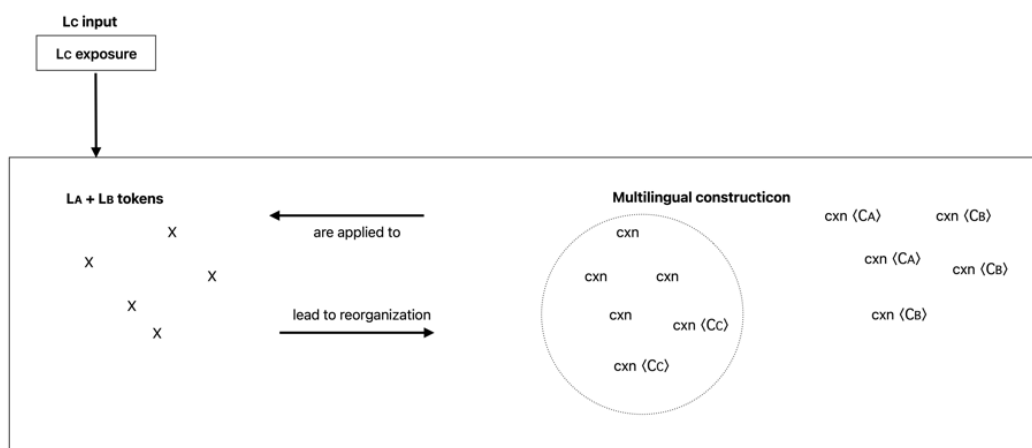 Lc input
Lc exposure
LA + LB tokens
Multilingual constructicon
are applied to
lead to reorganization
X
X
X
X
X
cxn
cxn
cxn
cxn
cxn ⟨Cc⟩
cxn ⟨Cc⟩
cxn ⟨CA⟩
cxn ⟨CB⟩
cxn ⟨CA⟩
cxn ⟨CB⟩
cxn ⟨CB⟩